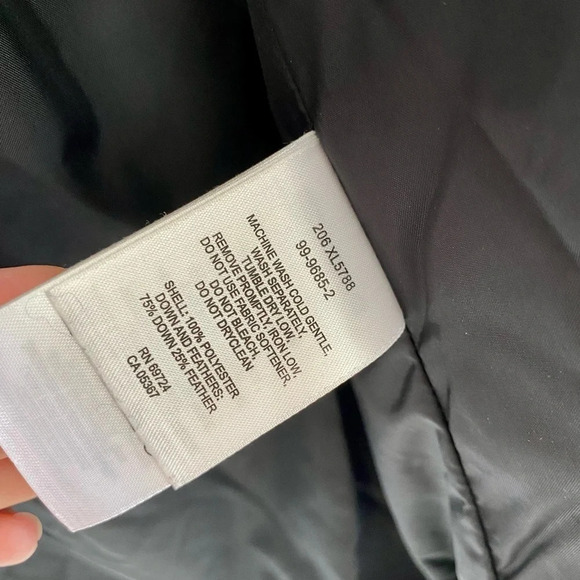 206 XL5788
99-9685-2
MACHINE WASH COLD GENTLE.
WASH SEPARATELY,
TUMBLE DRY LOW,
REMOVE PROMPTLY, IRON LOW,
DO NOT USE FABRIC SOFTENER,
DO NOT BLEACH,
DO NOT DRYCLEAN
SHELL: 100% POLYESTER
DOWN AND FEATHERS:
75% DOWN 25% FEATHER
RN 69724
CA 05367